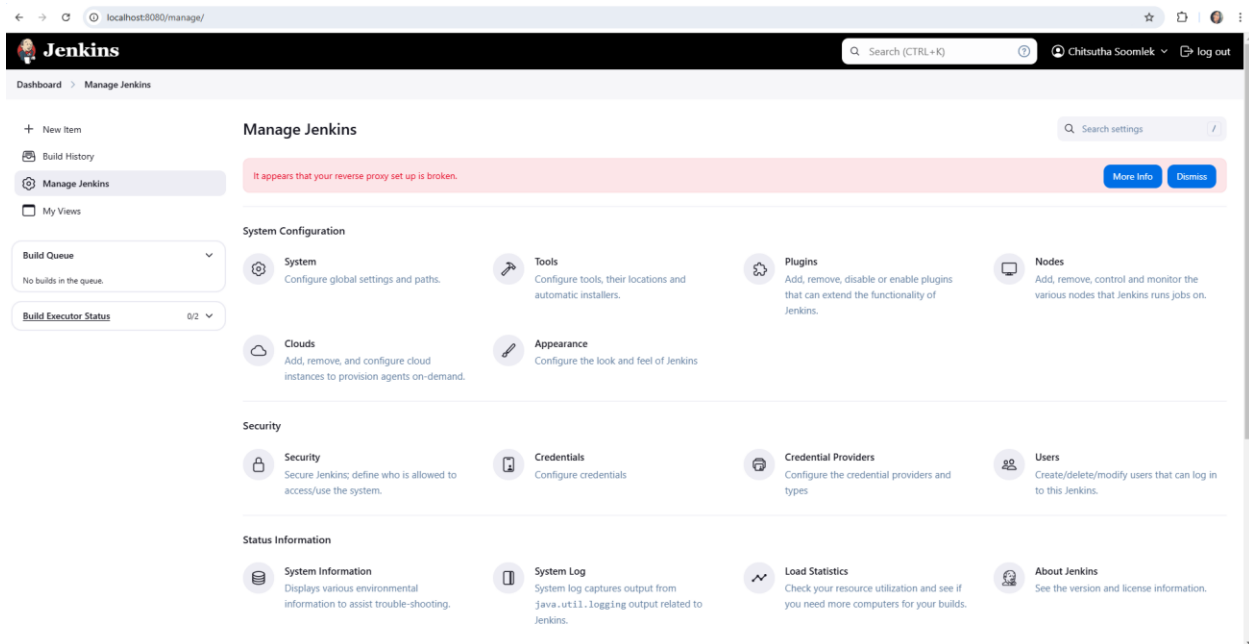 localhost:8080/manage/
Jenkins
Search (CTRL+K)
?
Chitsutha Soomlek
log out
Dashboard > Manage Jenkins
+ New Item
Build History
Manage Jenkins
My Views
Build Queue
No builds in the queue.
Build Executor Status
0/2
Manage Jenkins
Search settings
/
It appears that your reverse proxy set up is broken.
More Info
Dismiss
System Configuration
System
Configure global settings and paths.
Tools
Configure tools, their locations and
automatic installers.
Plugins
Add, remove, disable or enable plugins
that can extend the functionality of
Jenkins.
Nodes
Add, remove, control and monitor the
various nodes that Jenkins runs jobs on.
Clouds
Add, remove, and configure cloud
instances to provision agents on-demand.
Appearance
Configure the look and feel of Jenkins
Security
Security
Secure Jenkins; define who is allowed to
access/use the system.
Credentials
Configure credentials
Credential Providers
Configure the credential providers and
types
Users
Create/delete/modify users that can log in
to this Jenkins.
Status Information
System Information
Displays various environmental
information to assist trouble-shooting.
System Log
System log captures output from
java.util.logging output related to
Jenkins.
Load Statistics
Check your resource utilization and see if
you need more computers for your builds.
About Jenkins
See the version and license information.